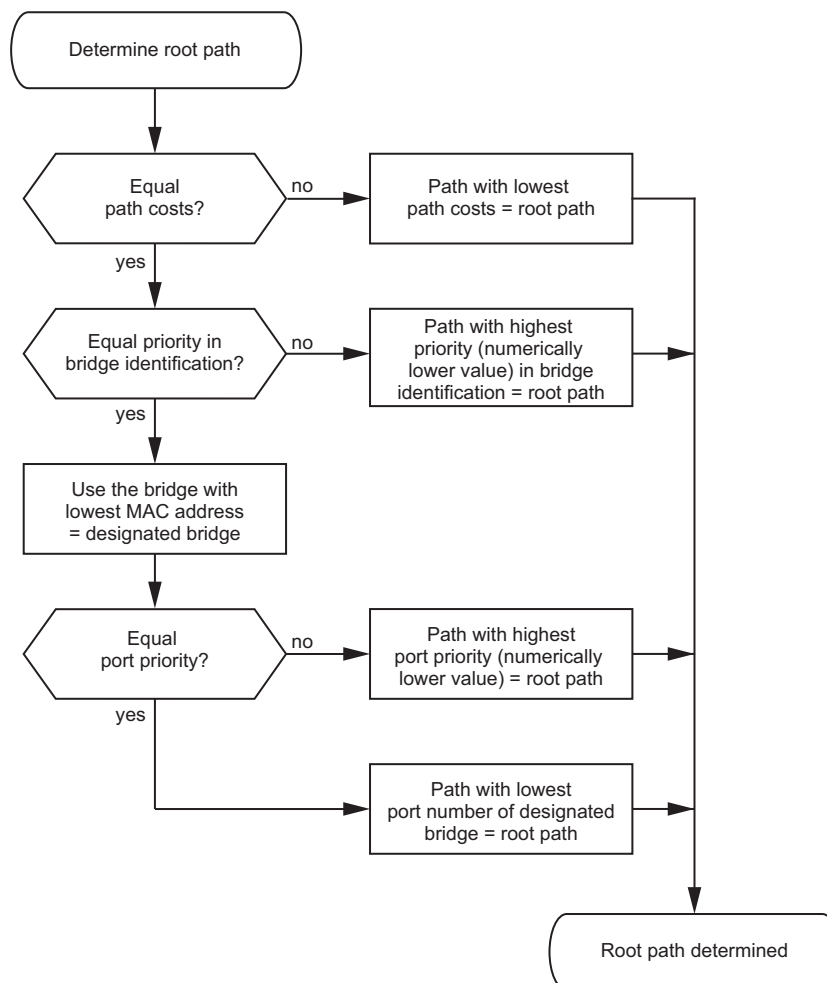 Determine root path
Equal
path costs?
no
Path with lowest
path costs = root path
yes
Equal priority in
bridge identification?
no
Path with highest
priority (numerically
lower value) in bridge
identification = root path
yes
Use the bridge with
lowest MAC address
= designated bridge
Equal
port priority?
no
Path with highest
port priority (numerically
lower value) = root path
yes
Path with lowest
port number of designated
bridge = root path
Root path determined